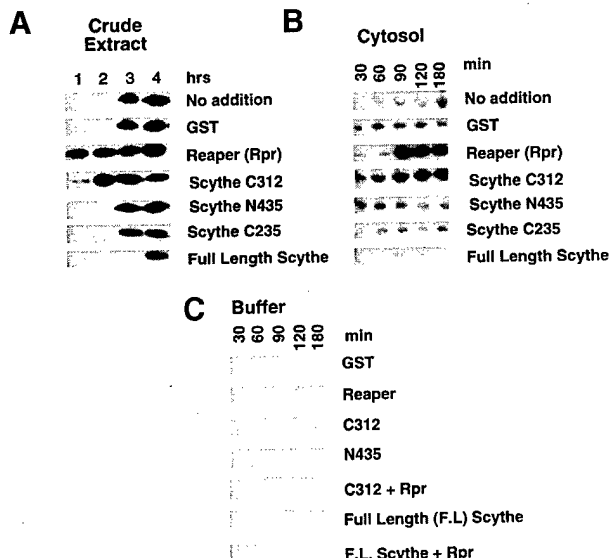 A
Crude
Extract
1 2 3 4 hrs
No addition
GST
Reaper (Rpr)
Scythe C312
Scythe N435
Scythe C235
Full Length Scythe
B
Cytosol
30 60 90 120 180 min
No addition
GST
Reaper (Rpr)
Scythe C312
Scythe N435
Scythe C235
Full Length Scythe
C
Buffer
30 60 90 120 180 min
GST
Reaper
C312
N435
C312 + Rpr
Full Length (F.L) Scythe
F.L. Scythe + Rpr